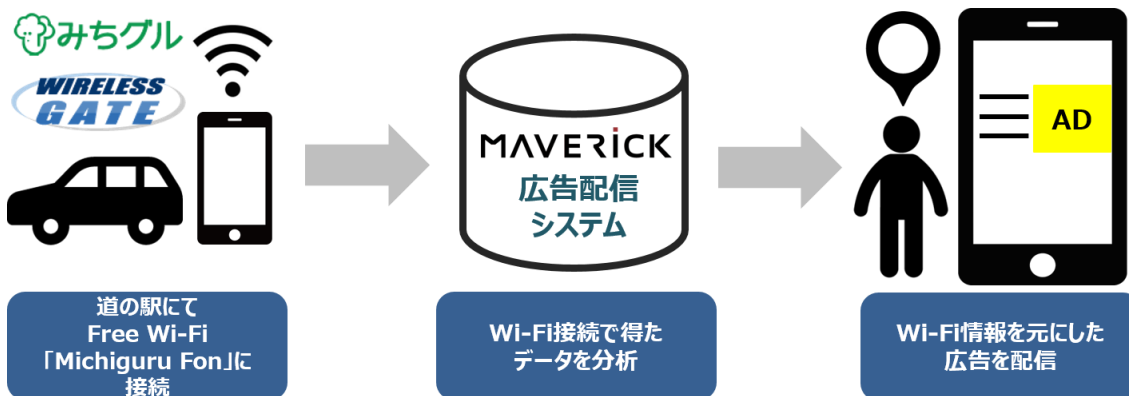 みちグル
WIRELESS
GATE
MAVERICK
広告配信
システム
AD
道の駅にて
Free Wi-Fi
「Michiguru Fon」に
接続
Wi-Fi接続で得た
データを分析
Wi-Fi情報を元にした
広告を配信